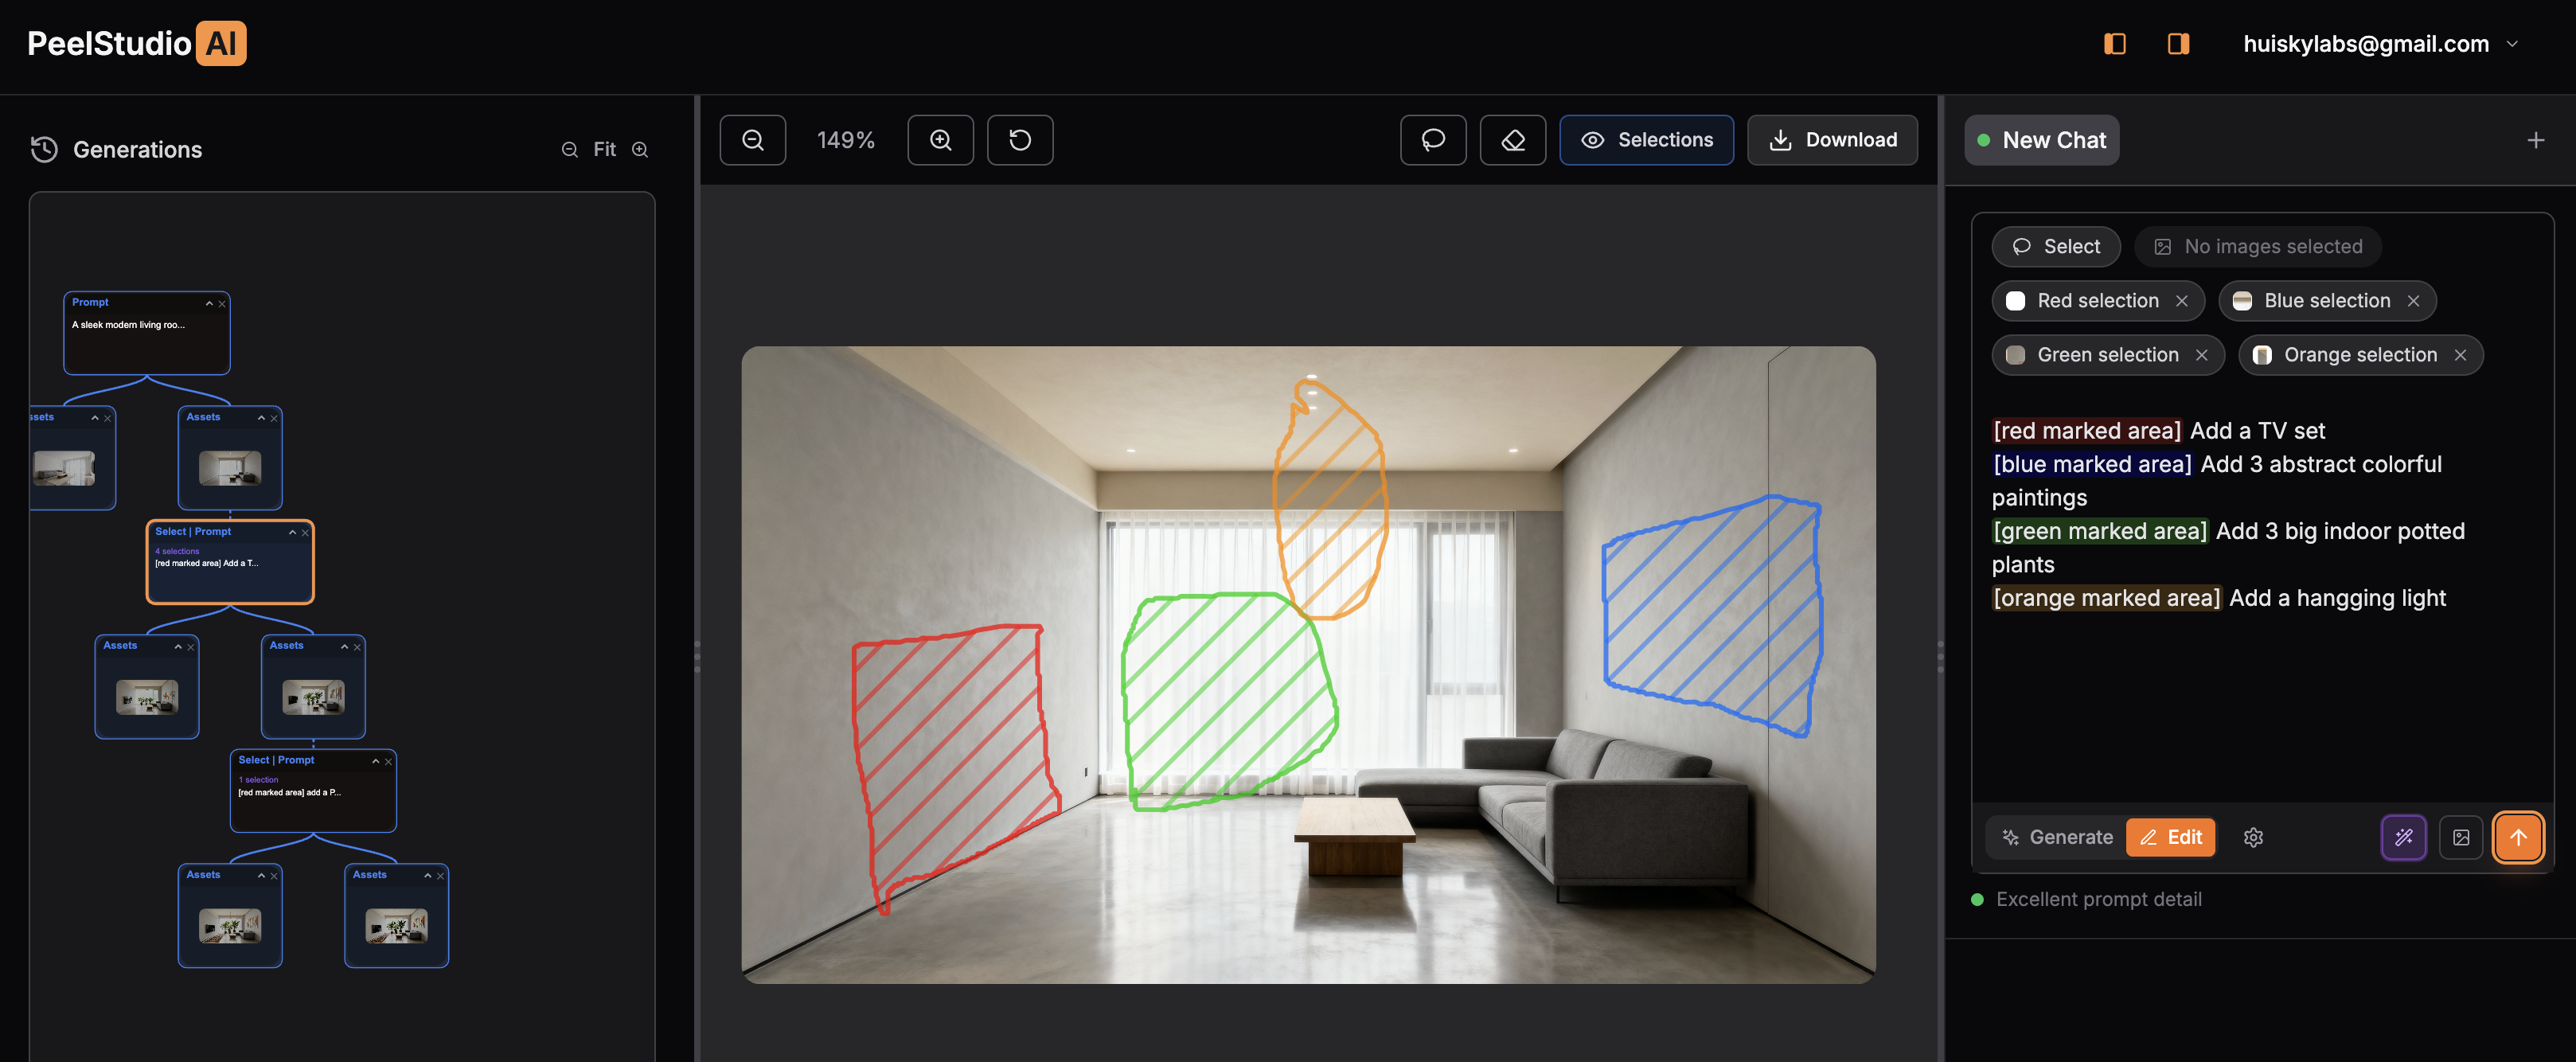 PeelStudio AI
huiskylabs@gmail.com
Generations
Fit
Prompt
A sleek modern living roo...
ssets
Assets
Select | Prompt
4 selections
[red marked area] Add a T...
Assets
Assets
Select | Prompt
1 selection
[red marked area] add a P...
Assets
Assets
149%
Selections
Download
New Chat
Select
No images selected
Red selection
Blue selection
Green selection
Orange selection
[red marked area] Add a TV set
[blue marked area] Add 3 abstract colorful
paintings
[green marked area] Add 3 big indoor potted
plants
[orange marked area] Add a hangging light
Generate
Edit
Excellent prompt detail